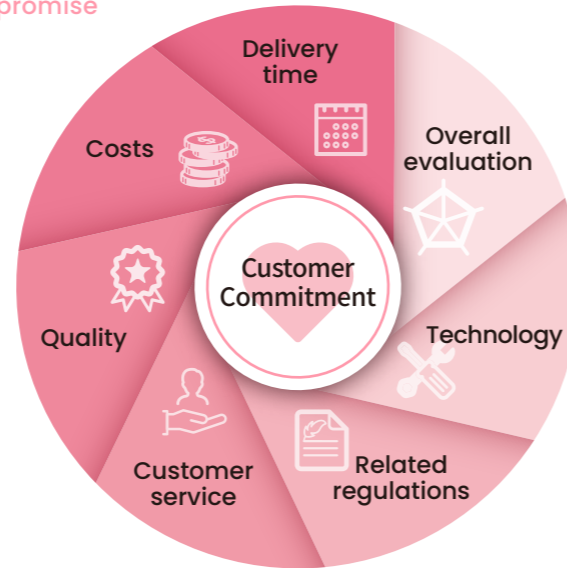 promise
Delivery
time
Overall
evaluation
Costs
Customer
Commitment
Technology
Quality
Related
regulations
Customer
service